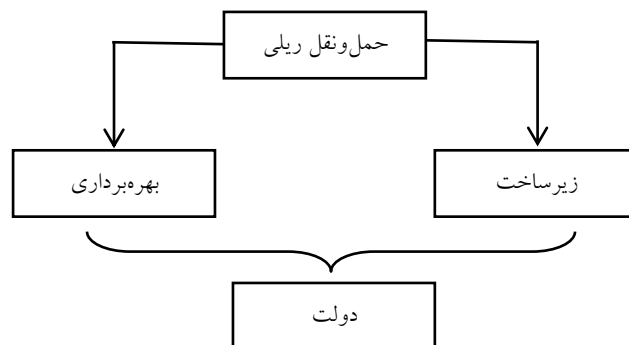 حمل‌ونقل ریلی
زیرساخت
بهره‌برداری
دولت